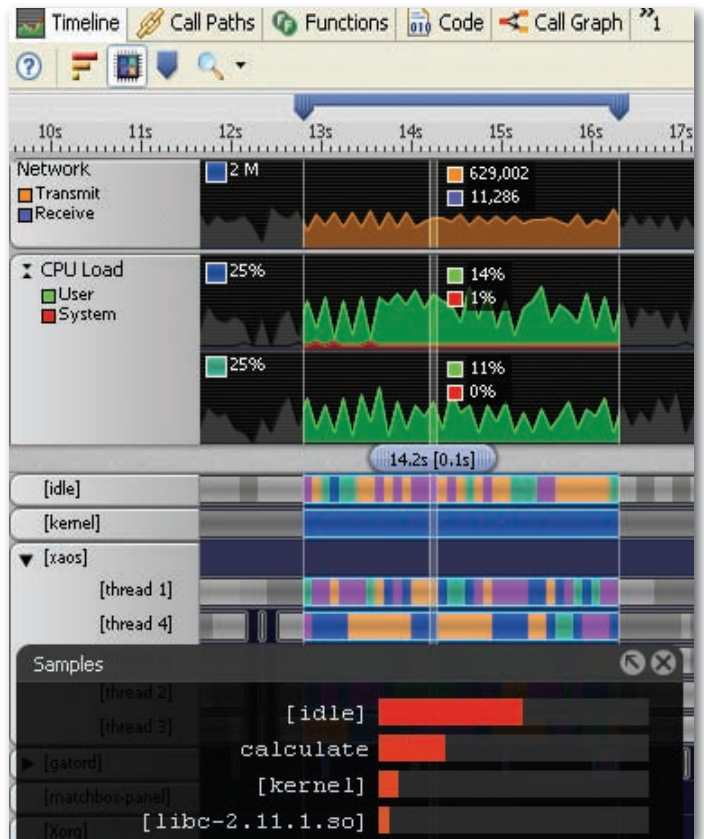 Timeline Call Paths Functions Code Call Graph »1
10s 11s 12s 13s 14s 15s 16s 17s
Network
Transmit
Receive
2 M
629,002
11,286
CPU Load
User
System
25%
14%
1%
25%
11%
0%
14.2s [0.1s]
[idle]
[kernel]
[xaos]
[thread 1]
[thread 4]
Samples
[thread 2]
[thread 3]
[gatord]
[matchbox-panel]
[Xorg]
[idle]
calculate
[kernel]
[libc-2.11.1.so]